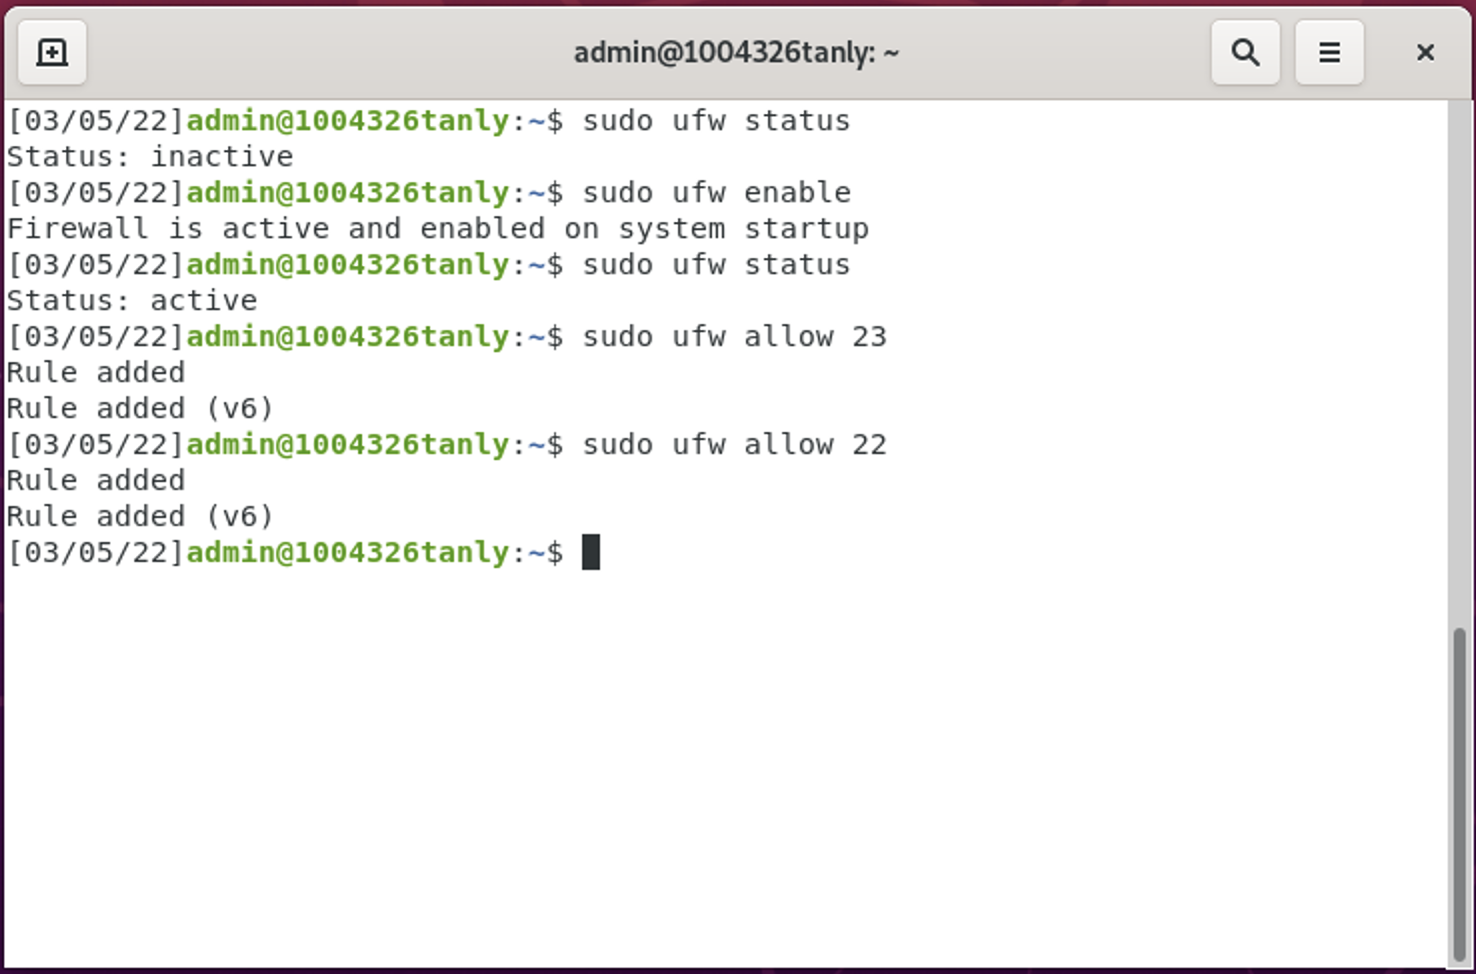 admin@1004326tanly: ~
[03/05/22]admin@1004326tanly:~$ sudo ufw status
Status: inactive
[03/05/22]admin@1004326tanly:~$ sudo ufw enable
Firewall is active and enabled on system startup
[03/05/22]admin@1004326tanly:~$ sudo ufw status
Status: active
[03/05/22]admin@1004326tanly:~$ sudo ufw allow 23
Rule added
Rule added (v6)
[03/05/22]admin@1004326tanly:~$ sudo ufw allow 22
Rule added
Rule added (v6)
[03/05/22]admin@1004326tanly:~$